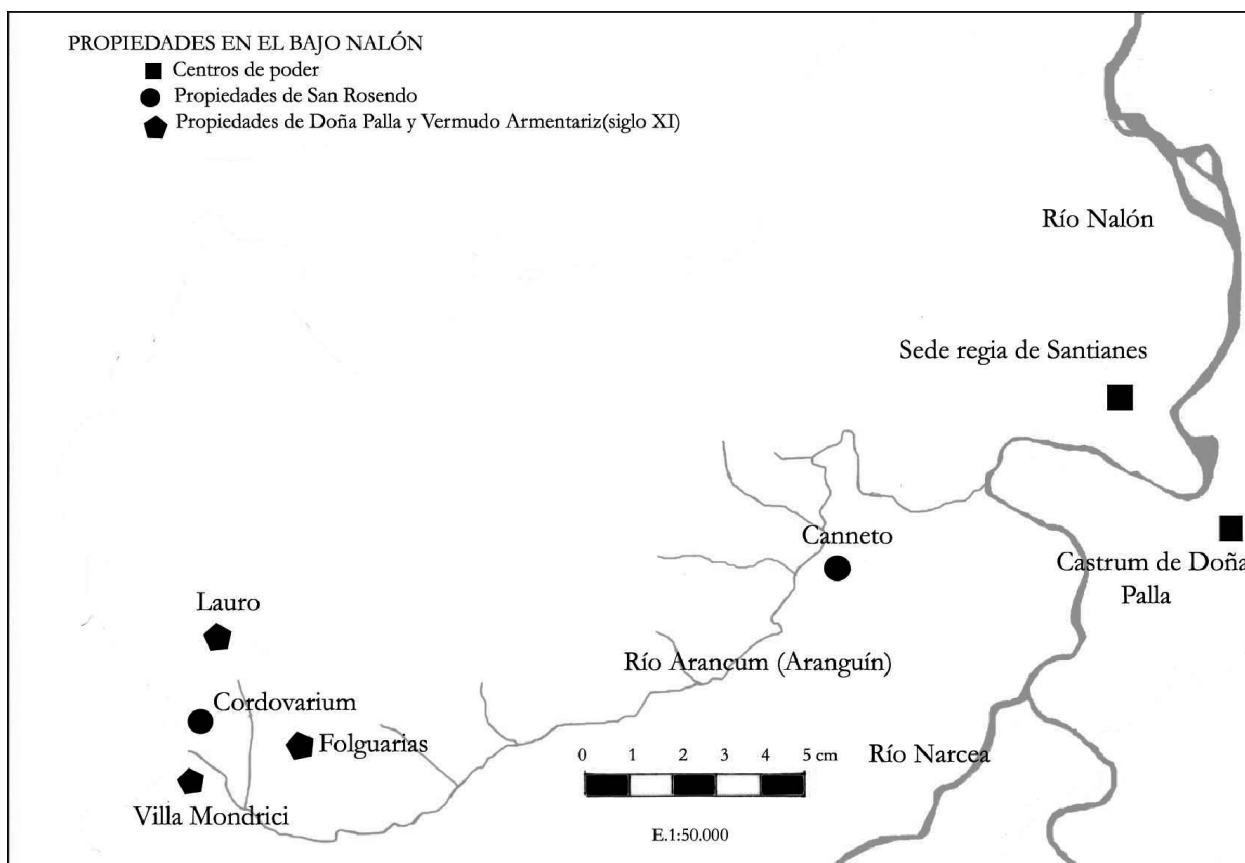 PROPIEDADES EN EL BAJO NALÓN
Centros de poder
Propiedades de San Rosendo
Propiedades de Doña Palla y Vermudo Armentariz(siglo XI)
Río Nalón
Sede regia de Santianes
Canneto
Castrum de Doña
Palla
Lauro
Río Arancum (Aranguín)
Cordovarium
Folguarias
Río Narcea
Villa Mondrici
0 1 2 3 4 5 cm
E.1:50.000